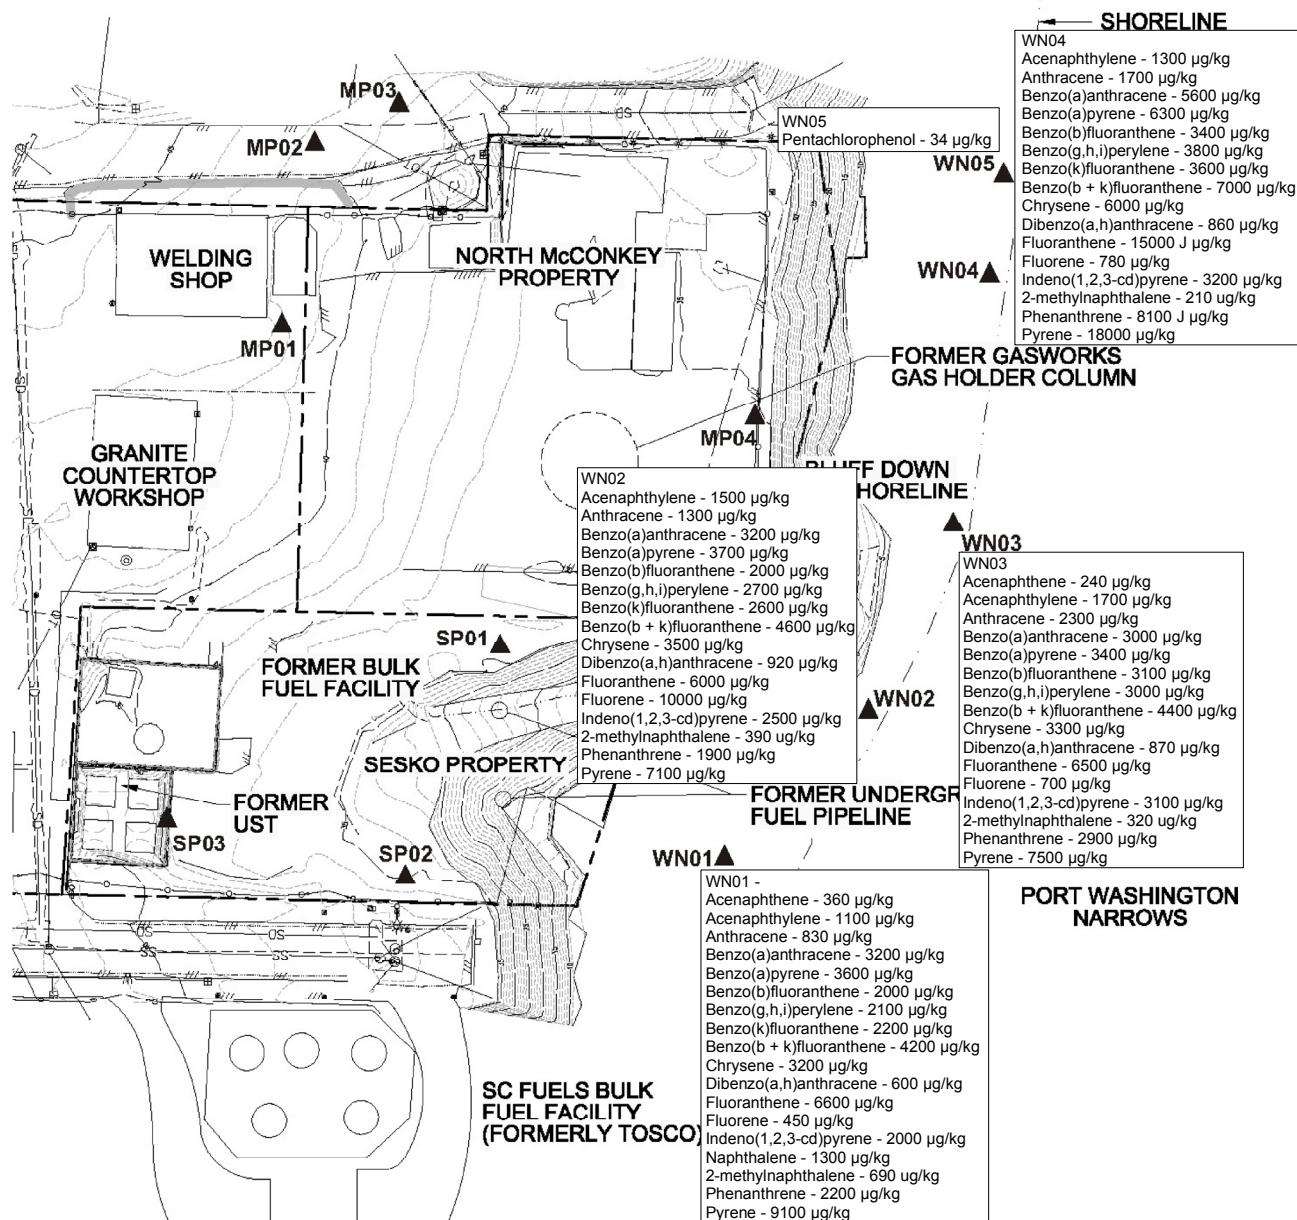 SHORELINE
WN04
Acenaphthylene - 1300 µg/kg
Anthracene - 1700 µg/kg
Benzo(a)anthracene - 5600 µg/kg
Benzo(a)pyrene - 6300 µg/kg
Benzo(b)fluoranthene - 3400 µg/kg
Benzo(g,h,i)perylene - 3800 µg/kg
Benzo(k)fluoranthene - 3600 µg/kg
Benzo(b + k)fluoranthene - 7000 µg/kg
Chrysene - 6000 µg/kg
Dibenzo(a,h)anthracene - 860 µg/kg
Fluoranthene - 15000 J µg/kg
Fluorene - 780 µg/kg
Indeno(1,2,3-cd)pyrene - 3200 µg/kg
2-methylnaphthalene - 210 ug/kg
Phenanthrene - 8100 J µg/kg
Pyrene - 18000 µg/kg
MP03
MP02
SD
WN05
Pentachlorophenol - 34 µg/kg
WN05
WN04
WELDING
SHOP
NORTH McCONKEY
PROPERTY
MP01
SD
FORMER GASWORKS
GAS HOLDER COLUMN
MP04
GRANITE
COUNTERTOP
WORKSHOP
BLUFF DOWN
HORELINE
WN02
Acenaphthylene - 1500 µg/kg
Anthracene - 1300 µg/kg
Benzo(a)anthracene - 3200 µg/kg
Benzo(a)pyrene - 3700 µg/kg
Benzo(b)fluoranthene - 2000 µg/kg
Benzo(g,h,i)perylene - 2700 µg/kg
Benzo(k)fluoranthene - 2600 µg/kg
Benzo(b + k)fluoranthene - 4600 µg/kg
Chrysene - 3500 µg/kg
Dibenzo(a,h)anthracene - 920 µg/kg
Fluoranthene - 6000 µg/kg
Fluorene - 10000 µg/kg
Indeno(1,2,3-cd)pyrene - 2500 µg/kg
2-methylnaphthalene - 390 ug/kg
Phenanthrene - 1900 µg/kg
Pyrene - 7100 µg/kg
WN03
WN03
Acenaphthene - 240 µg/kg
Acenaphthylene - 1700 µg/kg
Anthracene - 2300 µg/kg
Benzo(a)anthracene - 3000 µg/kg
Benzo(a)pyrene - 3400 µg/kg
Benzo(b)fluoranthene - 3100 µg/kg
Benzo(g,h,i)perylene - 3000 µg/kg
Benzo(b + k)fluoranthene - 4400 µg/kg
Chrysene - 3300 µg/kg
Dibenzo(a,h)anthracene - 870 µg/kg
Fluoranthene - 6500 µg/kg
Fluorene - 700 µg/kg
Indeno(1,2,3-cd)pyrene - 3100 µg/kg
2-methylnaphthalene - 320 ug/kg
Phenanthrene - 2900 µg/kg
Pyrene - 7500 µg/kg
SP01
FORMER BULK
FUEL FACILITY
WN02
SESKO PROPERTY
FORMER
UST
SP03
SP02
FORMER UNDERGR
FUEL PIPELINE
WN01
WN01 -
Acenaphthene - 360 µg/kg
Acenaphthylene - 1100 µg/kg
Anthracene - 830 µg/kg
Benzo(a)anthracene - 3200 µg/kg
Benzo(a)pyrene - 3600 µg/kg
Benzo(b)fluoranthene - 2000 µg/kg
Benzo(g,h,i)perylene - 2100 µg/kg
Benzo(k)fluoranthene - 2200 µg/kg
Benzo(b + k)fluoranthene - 4200 µg/kg
Chrysene - 3200 µg/kg
Dibenzo(a,h)anthracene - 600 µg/kg
Fluoranthene - 6600 µg/kg
Fluorene - 450 µg/kg
Indeno(1,2,3-cd)pyrene - 2000 µg/kg
Naphthalene - 1300 µg/kg
2-methylnaphthalene - 690 ug/kg
Phenanthrene - 2200 µg/kg
Pyrene - 9100 µg/kg
PORT WASHINGTON
NARROWS
SD
SD
SS
SS
SC FUELS BULK
FUEL FACILITY
(FORMERLY TOSCO)